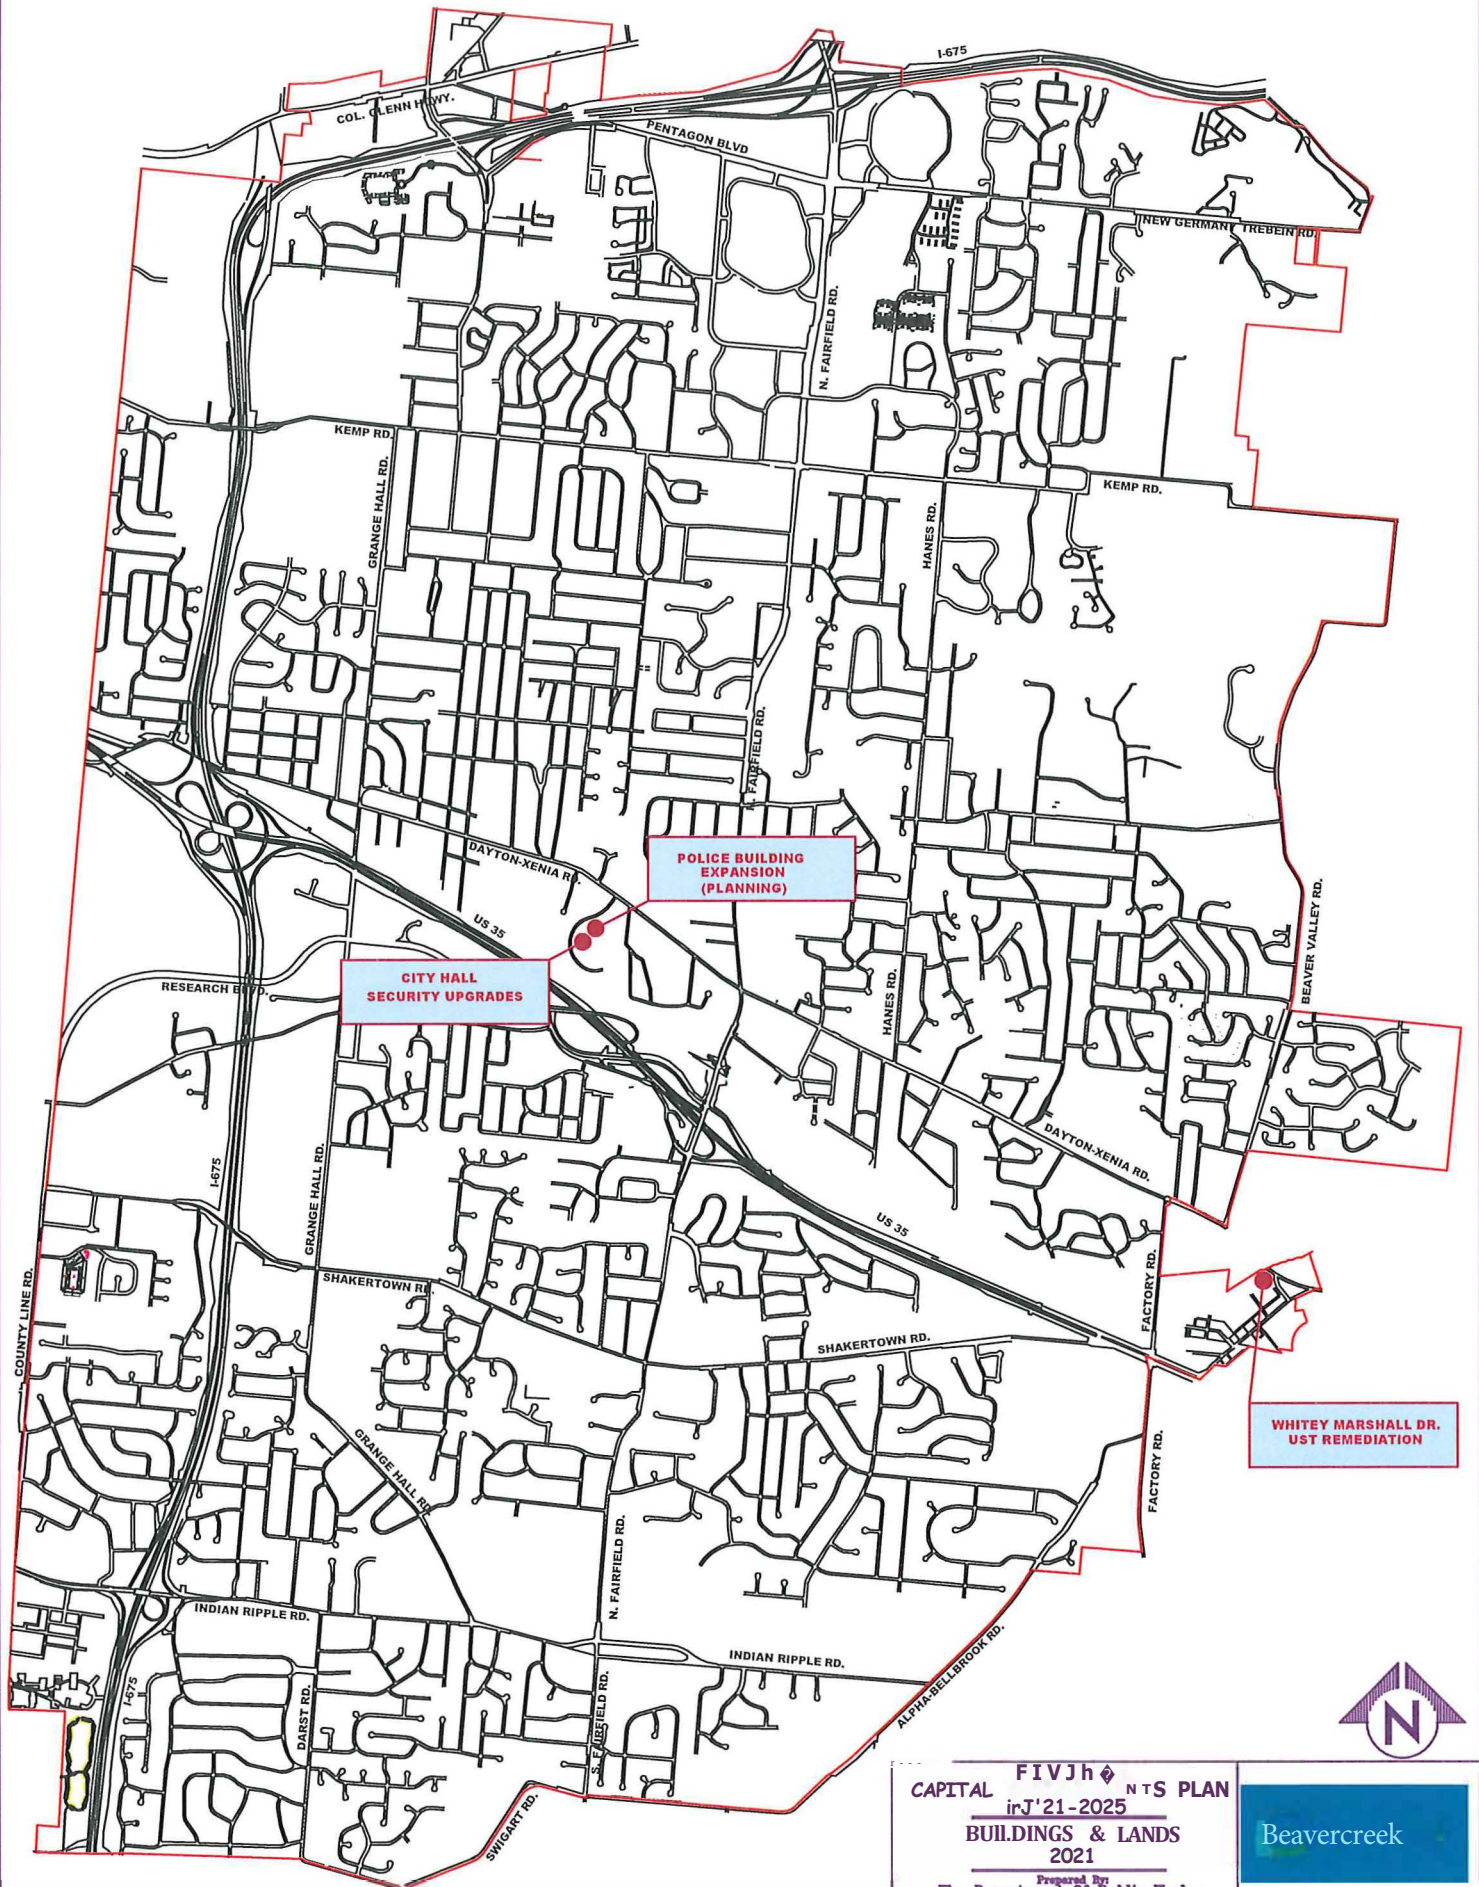 I-675
COL. GLENN HWY.
PENTAGON BLVD
NEW GERMANY TREBEIN RD.
N. FAIRFIELD RD.
KEMP RD.
GRANGE HALL RD.
KEMP RD.
HANES RD.
N. FAIRFIELD RD.
DAYTON-XENIA RD.
POLICE BUILDING
EXPANSION
(PLANNING)
US 35
BEAVER VALLEY RD.
CITY HALL
SECURITY UPGRADES
RESEARCH BLVD.
HANES RD.
DAYTON-XENIA RD.
I-675
GRANGE HALL RD.
US 35
FACTORY RD.
COUNTY LINE RD.
SHAKERTOWN RD.
SHAKERTOWN RD.
WHITEY MARSHALL DR.
UST REMEDIATION
GRANGE HALL RD.
FACTORY RD.
N. FAIRFIELD RD.
INDIAN RIPPLE RD.
INDIAN RIPPLE RD.
ALPHA-BELLBROOK RD.
I-675
DARST RD.
S. FAIRFIELD RD.
SWIGART RD.
N
FIVJh�
CAPITAL NTS PLAN
irJ'21-2025
BUILDINGS & LANDS
2021
Prepared By:
Beavercreek